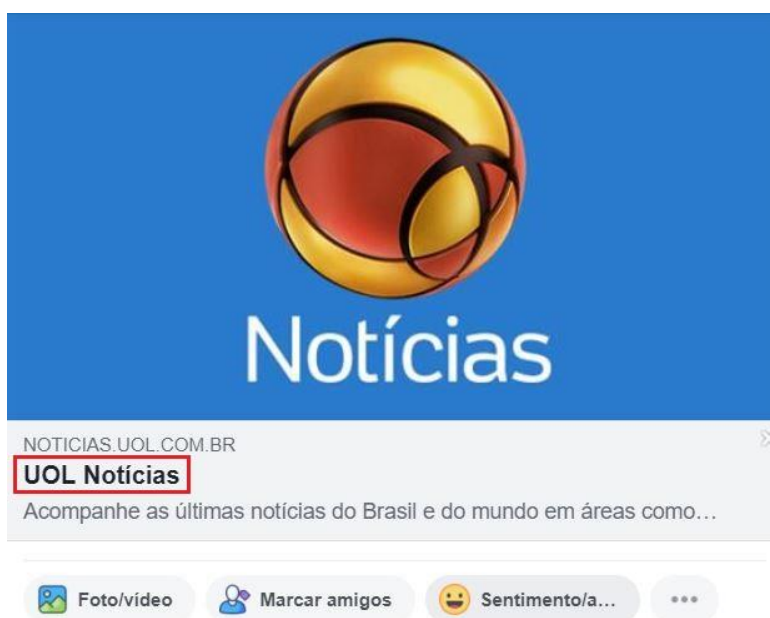 Notícias
NOTICIAS.UOL.COM.BR
UOL Notícias
Acompanhe as últimas notícias do Brasil e do mundo em áreas como…
Foto/vídeo Marcar amigos Sentimento/a…